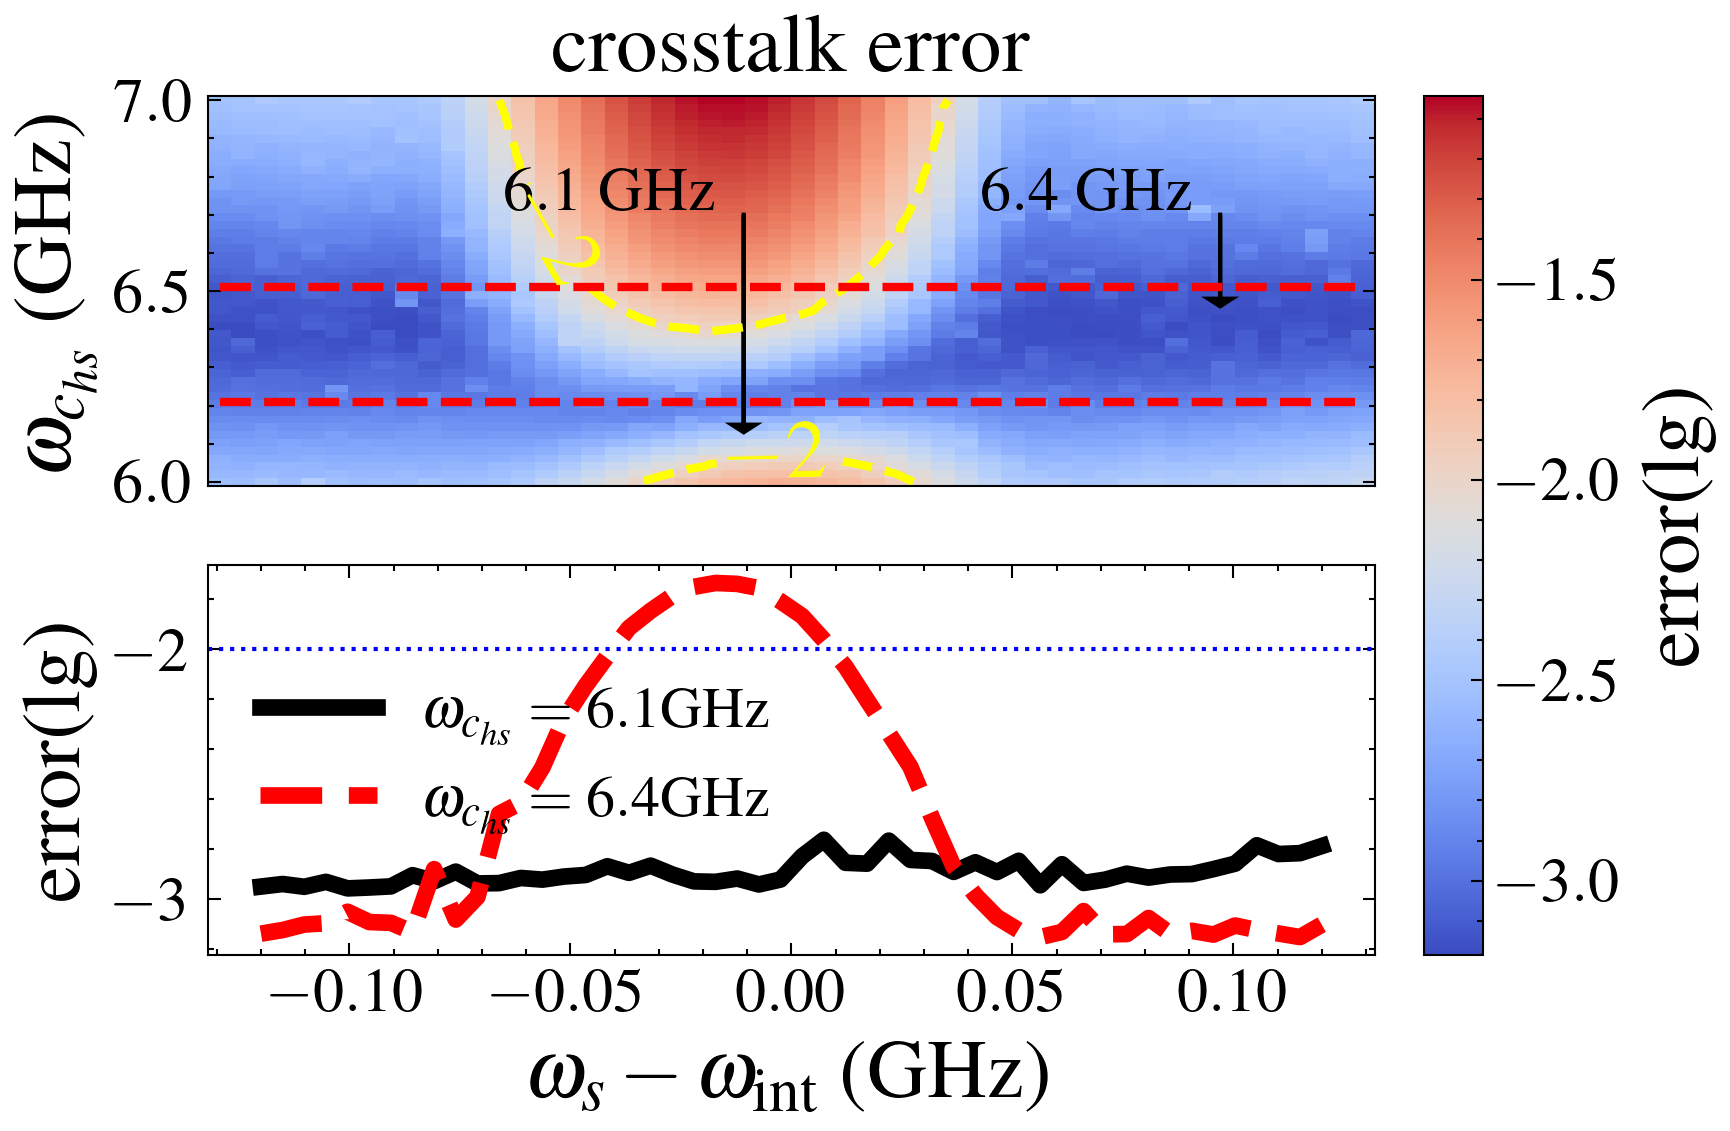 crosstalk error
7.0
6.5
6.0
ω_{c_{hs}} (GHz)
6.1 GHz
6.4 GHz
−2
−2
−1.5
−2.0
−2.5
−3.0
error(lg)
−2
−3
error(lg)
ω_{c_{hs}} = 6.1GHz
ω_{c_{hs}} = 6.4GHz
−0.10 −0.05 0.00 0.05 0.10
ω_s − ω_int (GHz)